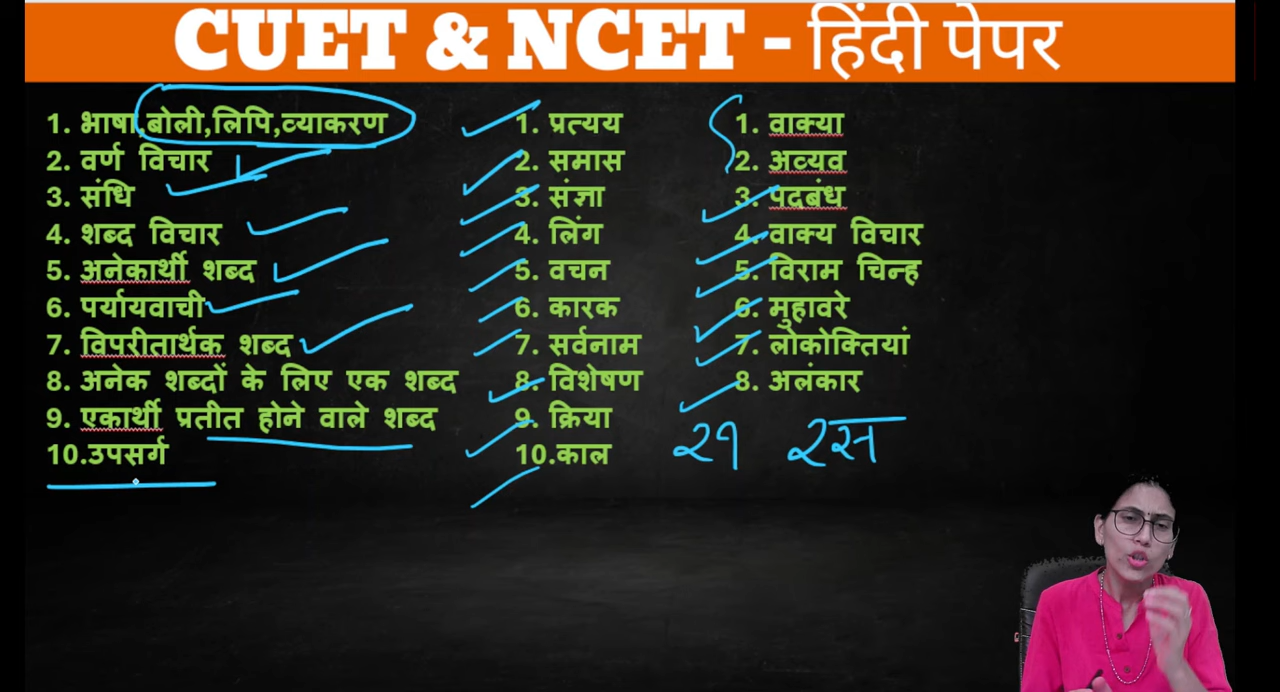 CUET & NCET - हिंदी पेपर
1. भाषा,बोली,लिपि,व्याकरण
2. वर्ण विचार
3. संधि
4. शब्द विचार
5. अनेकार्थी शब्द
6. पर्यायवाची
7. विपरीतार्थक शब्द
8. अनेक शब्दों के लिए एक शब्द
9. एकार्थी प्रतीत होने वाले शब्द
10.उपसर्ग
1. प्रत्यय
2. समास
3. संज्ञा
4. लिंग
5. वचन
6. कारक
7. सर्वनाम
8. विशेषण
9. क्रिया
10.काल
1. वाक्या
2. अव्यव
3. पदबंध
4. वाक्य विचार
5. विराम चिन्ह
6. मुहावरे
7. लोकोक्तियां
8. अलंकार
रस